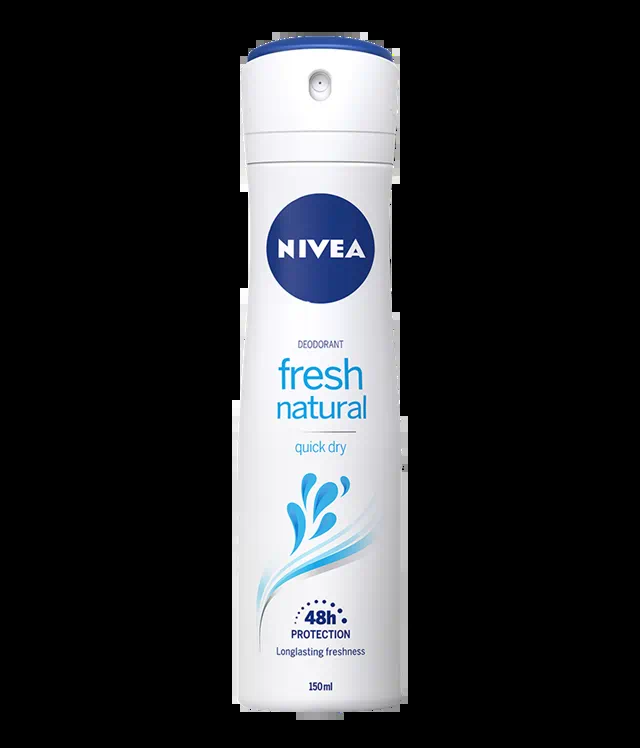 NIVEA
DEODORANT
fresh
natural
quick dry
48h
PROTECTION
Longlasting freshness
150ml